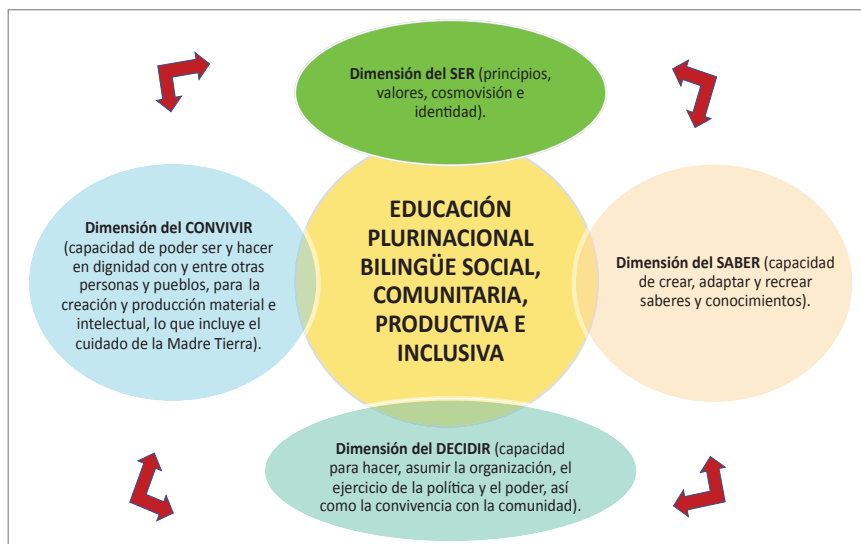 Dimensión del SER (principios,
valores, cosmovisión e
identidad).
EDUCACIÓN
PLURINACIONAL
BILINGÜE SOCIAL,
COMUNITARIA,
PRODUCTIVA E
INCLUSIVA
Dimensión del CONVIVIR
(capacidad de poder ser y hacer
en dignidad con y entre otras
personas y pueblos, para la
creación y producción material e
intelectual, lo que incluye el
cuidado de la Madre Tierra).
Dimensión del SABER (capacidad
de crear, adaptar y recrear
saberes y conocimientos).
Dimensión del DECIDIR (capacidad
para hacer, asumir la organización, el
ejercicio de la política y el poder, así
como la convivencia con la comunidad).